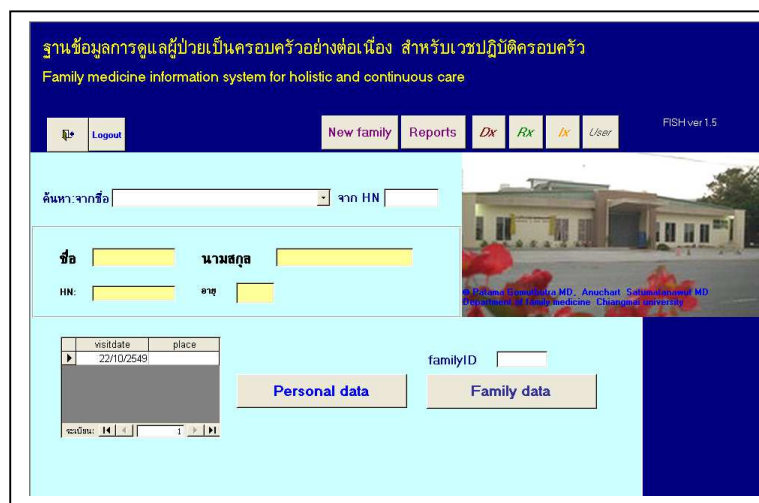 ฐานข้อมูลการดูแลผู้ป่วยเป็นครอบครัวอย่างต่อเนื่อง สำหรับเวชปฏิบัติครอบครัว
Family medicine information system for holistic and continuous care
Logout New family Reports Dx Rx Ix User FISH ver 1.5
ค้นหา:จากชื่อ จาก HN
ชื่อ นามสกุล
HN: อายุ
© Patama Gomutbutra MD, Anuchart Satumatanawut MD
Department of family medicine Chiangmai university
visitdate place
22/10/2549
familyID
Personal data Family data
ระเบียน: 1